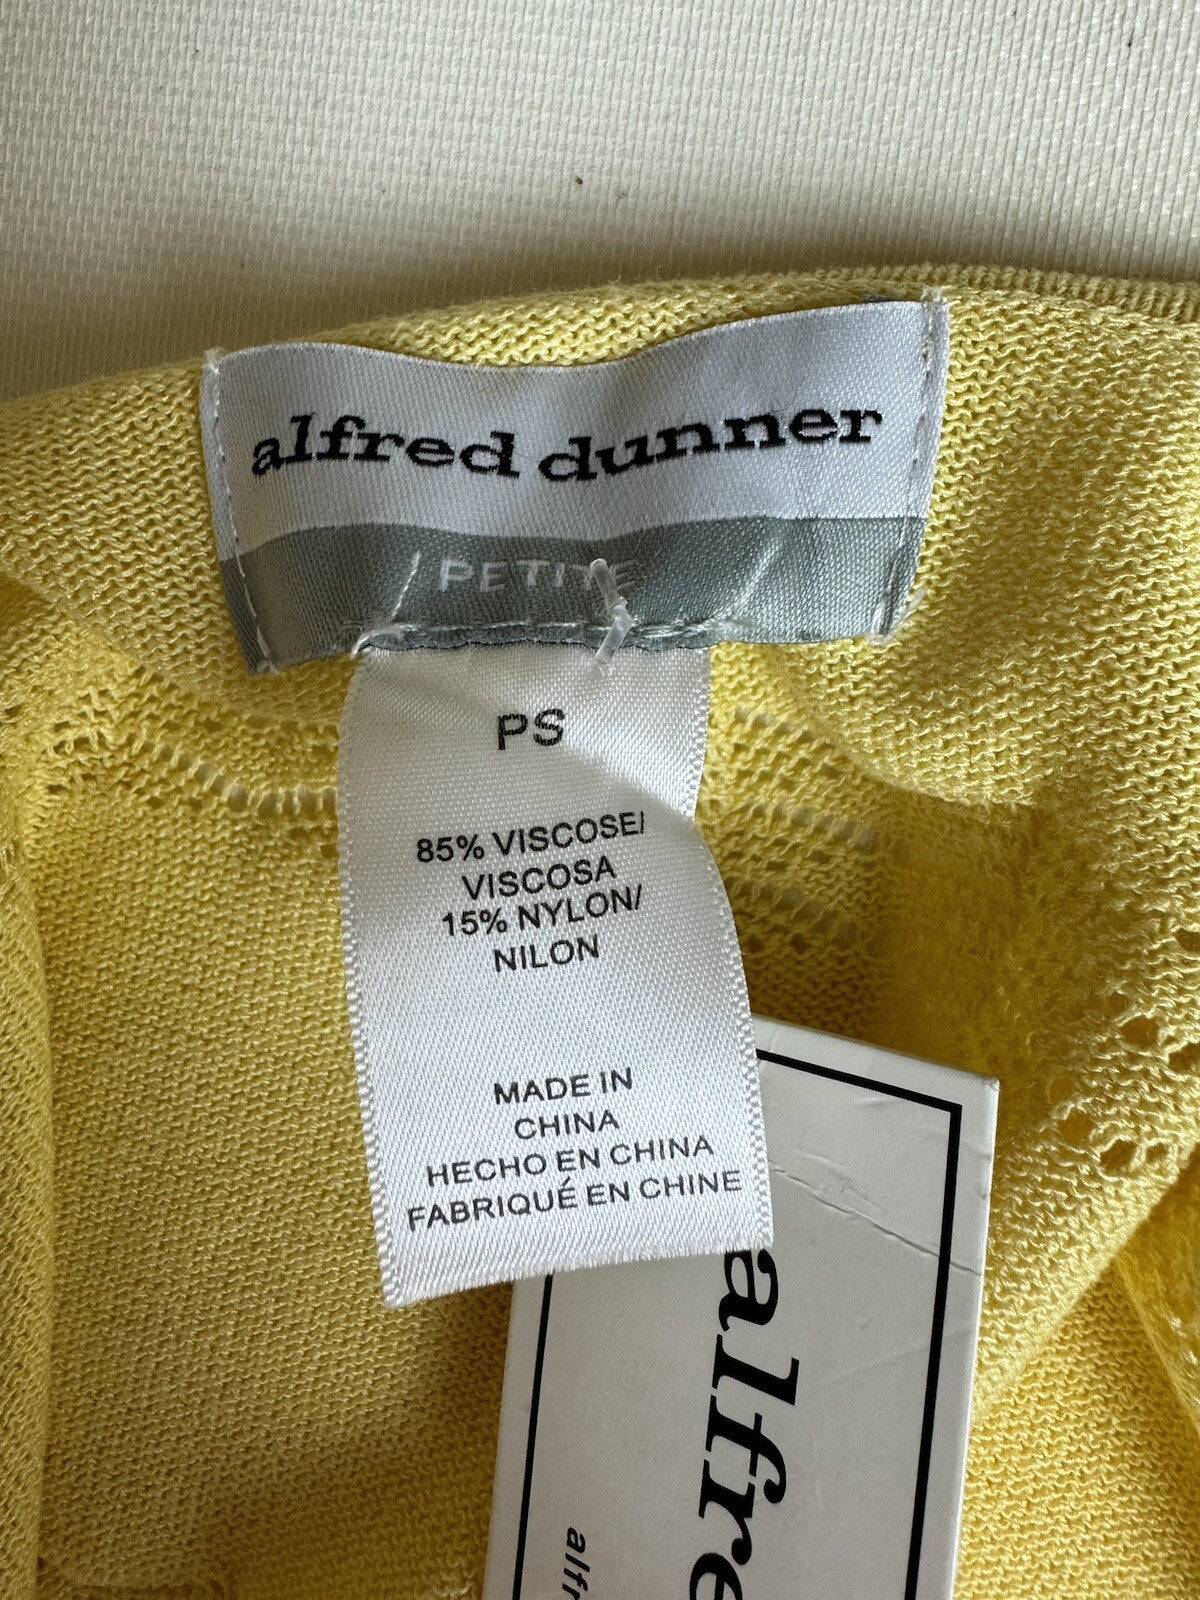 alfred dunner
PETITE
PS
85% VISCOSE/
VISCOSA
15% NYLON/
NILON
MADE IN
CHINA
HECHO EN CHINA
FABRIQUÉ EN CHINE
alfre
alfr